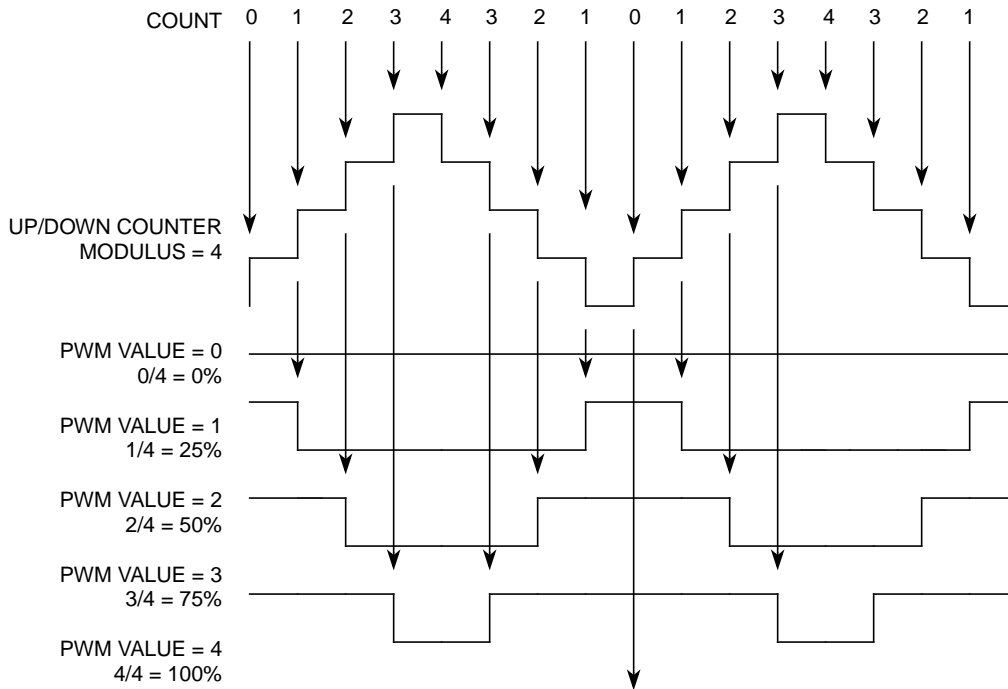 COUNT 0 1 2 3 4 3 2 1 0 1 2 3 4 3 2 1
UP/DOWN COUNTER
MODULUS = 4
PWM VALUE = 0
0/4 = 0%
PWM VALUE = 1
1/4 = 25%
PWM VALUE = 2
2/4 = 50%
PWM VALUE = 3
3/4 = 75%
PWM VALUE = 4
4/4 = 100%